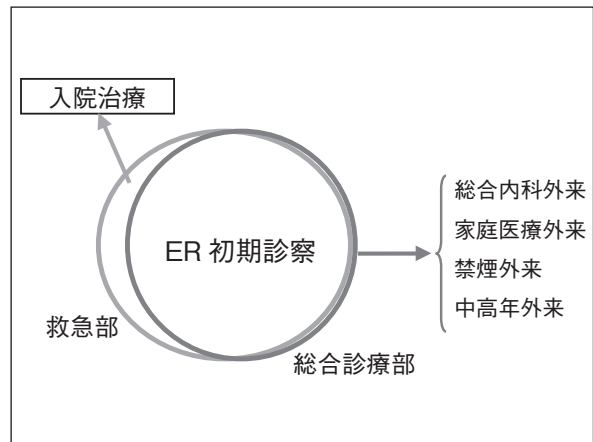 入院治療
ER 初期診察
総合内科外来
家庭医療外来
禁煙外来
中高年外来
救急部
総合診療部